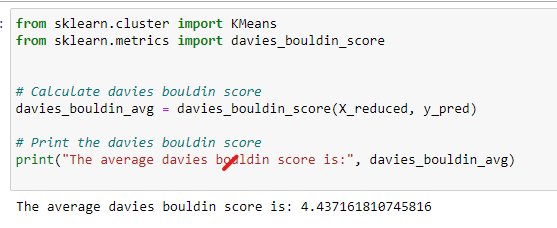 : from sklearn.cluster import KMeans
from sklearn.metrics import davies_bouldin_score
# Calculate davies bouldin score
davies_bouldin_avg = davies_bouldin_score(X_reduced, y_pred)
# Print the davies bouldin score
print("The average davies bouldin score is:", davies_bouldin_avg)
The average davies bouldin score is: 4.437161810745816